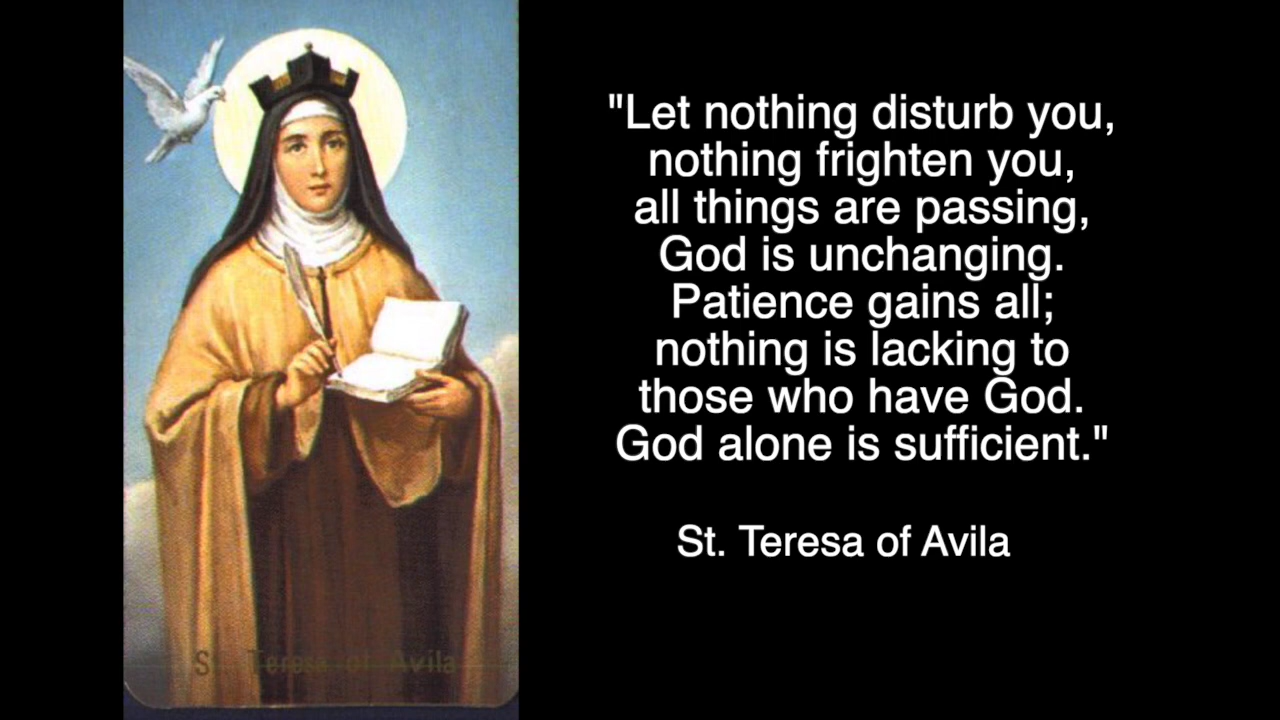 "Let nothing disturb you,
nothing frighten you,
all things are passing,
God is unchanging.
Patience gains all;
nothing is lacking to
those who have God.
God alone is sufficient."
St. Teresa of Avila
S. Teresa of Avila